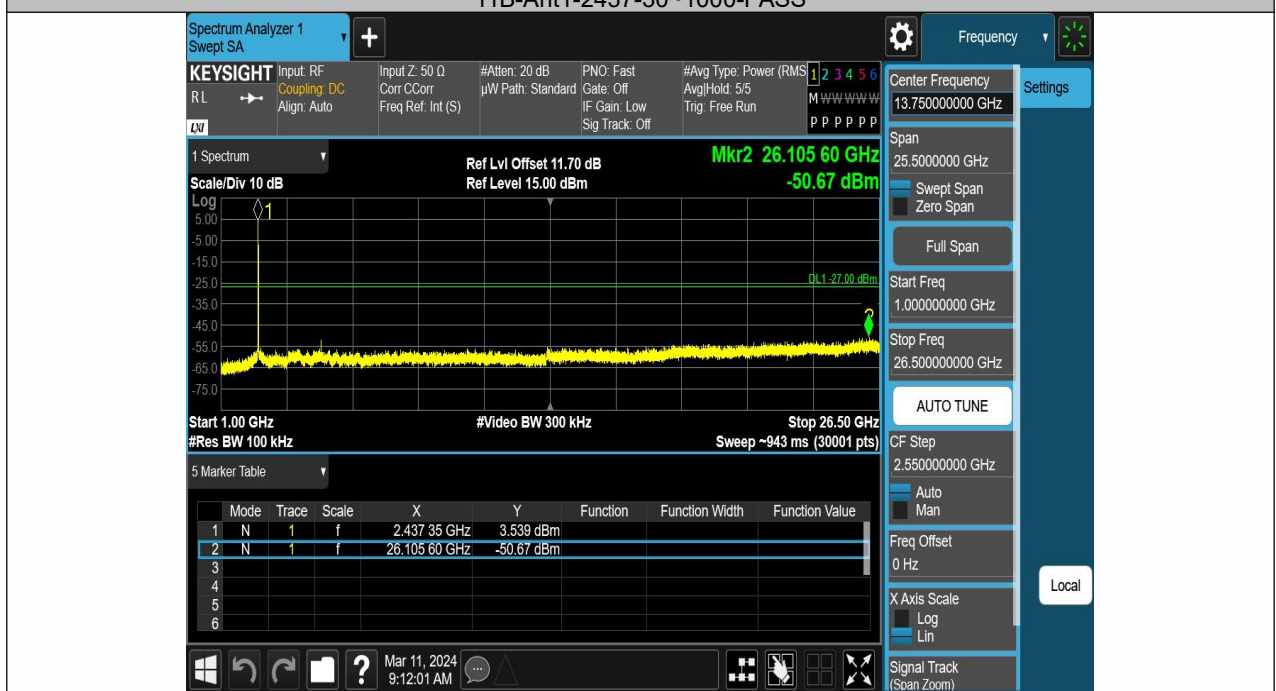 11B-Ant1-2437-30~1000-PASS
Spectrum Analyzer 1
Swept SA
Frequency
KEYSIGHT
RL
LXI
Input: RF
Coupling: DC
Align: Auto
Input Z: 50 Ω
Corr CCorr
Freq Ref: Int (S)
#Atten: 20 dB
µW Path: Standard
PNO: Fast
Gate: Off
IF Gain: Low
Sig Track: Off
#Avg Type: Power (RMS
Avg|Hold: 5/5
Trig: Free Run
1 2 3 4 5 6
M W W W W W
P P P P P P
1 Spectrum
Scale/Div 10 dB
Ref Lvl Offset 11.70 dB
Ref Level 15.00 dBm
Mkr2 26.105 60 GHz
-50.67 dBm
Log
1
5.00
-5.00
-15.0
-25.0
DL1 -27.00 dBm
-35.0
-45.0
-55.0
-65.0
-75.0
Start 1.00 GHz
#Video BW 300 kHz
Stop 26.50 GHz
#Res BW 100 kHz
Sweep ~943 ms (30001 pts)
5 Marker Table
Mode Trace Scale X Y Function Function Width Function Value
1 N 1 f 2.437 35 GHz 3.539 dBm
2 N 1 f 26.105 60 GHz -50.67 dBm
3
4
5
6
Mar 11, 2024
9:12:01 AM
Center Frequency
13.750000000 GHz
Settings
Span
25.5000000 GHz
Swept Span
Zero Span
Full Span
Start Freq
1.000000000 GHz
Stop Freq
26.500000000 GHz
AUTO TUNE
CF Step
2.550000000 GHz
Auto
Man
Freq Offset
0 Hz
Local
X Axis Scale
Log
Lin
Signal Track
(Span Zoom)